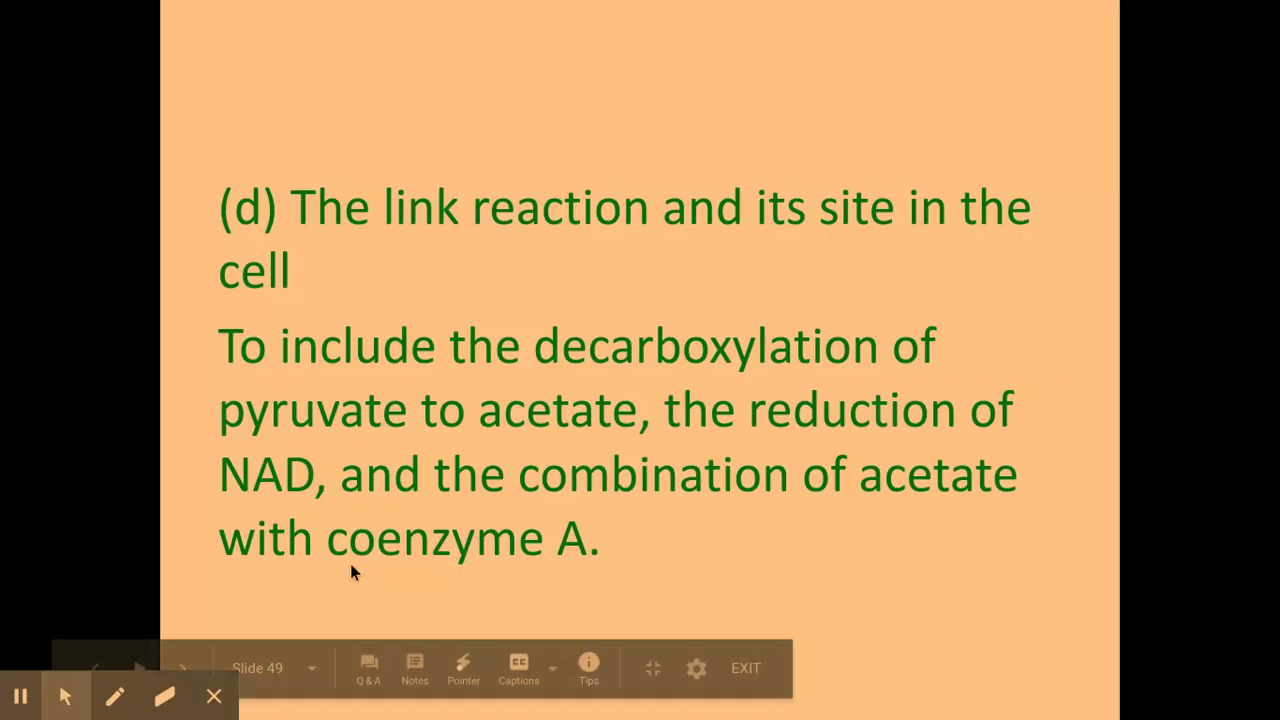 (d) The link reaction and its site in the
cell
To include the decarboxylation of
pyruvate to acetate, the reduction of
NAD, and the combination of acetate
with coenzyme A.
Slide 49
Q & A
Notes
Pointer
CC
Captions
Tips
EXIT